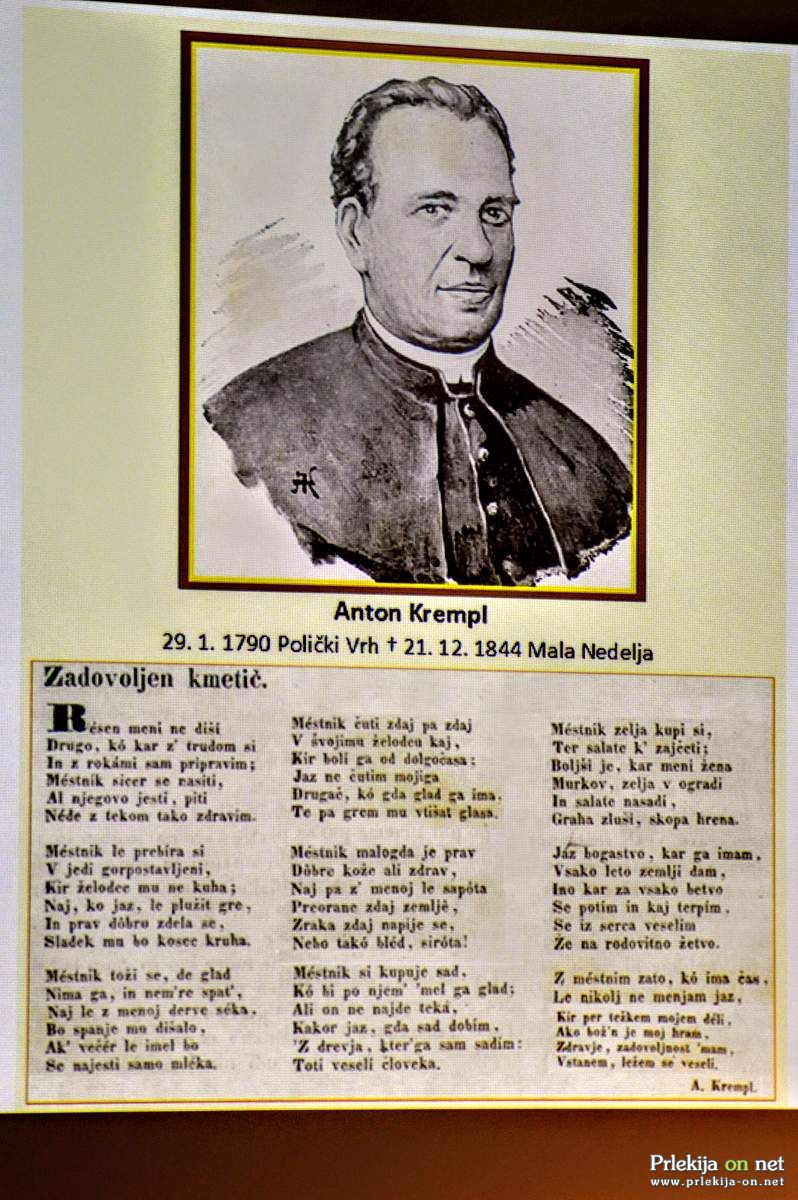 Anton Krempl
29. 1. 1790 Polički Vrh † 21. 12. 1844 Mala Nedelja
Zadovoljen kmetič.
Résen meni ne diši
Drugo, kó kar z' trudom si
In z rokámi sam pripravim;
Méstnik sicer se nasiti,
Al njegovo jesti, piti
Néde z tekom tako zdravim.
Méstnik le prebira si
V jedi gorpostavljeni,
Kir želodec mu ne kuha;
Naj, ko jaz, le plužit gre,
In prav dôbro zdela se,
Sladek mu bo kosec kruha.
Méstnik toži se, de glad
Nima ga, in nem're spat',
Naj le z menoj derve séka,
Bo spanje mu dišalo,
Ak' večér le imel bo
Se najesti samo mléka.
Méstnik čuti zdaj pa zdaj
V švojimu želodcu kaj,
Kir boli ga od dolgočasa;
Jaz ne čutim mojiga
Drugač, kó gda glad ga ima,
Te pa grem mu vtišat glasa.
Méstnik malogda je prav
Dôbre kože ali zdrav,
Naj pa z' menoj le sapôta
Preorane zdaj zemljê,
Zraka zdaj napije se,
Nebo takó bléd, siróta!
Méstnik si kupuje sad,
Kó bi po njem' 'mel ga glad;
Ali on ne najde teká,
Kakor jaz, gda sad dobim,
'Z drevja, kter'ga sam sadim:
Toti veselí človeka.
Méstnik zelja kupi si,
Ter salate k' zajčeti;
Boljši je, kar meni žena
Murkov, zelja v ogradi
In salate nasadi,
Graha zluši, skopa hrena.
Jáz bogastvo, kar ga imam,
Vsako leto zemlji dam,
Ino kar za vsako betvo
Se potim in kaj terpim,
Se iz serca veselim
Že na rodovitno žetvo.
Z méstnim zato, kó ima čas,
Le nikolj ne menjam jaz,
Kir per težkem mojem déli,
Ako bož'n je moj hram,
Zdravje, zadovoljnost 'mam,
Vstanem, ležem se veseli.
A. Krempl.
Prlekija on net
www.prlekija-on.net